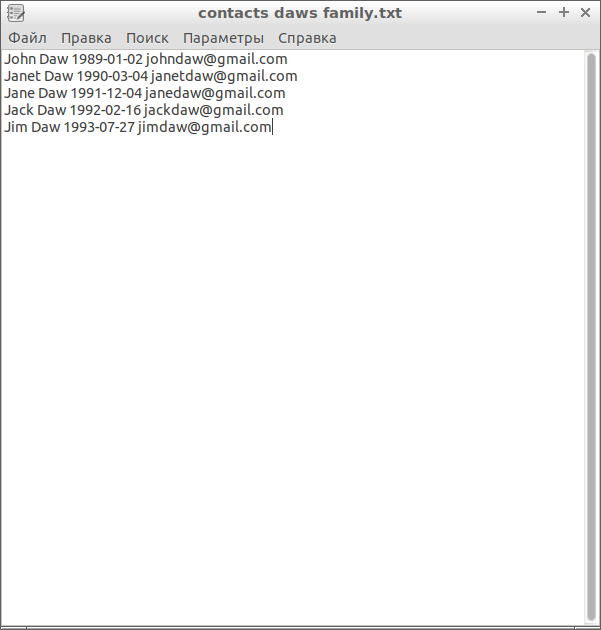 contacts daws family.txt
Файл Правка Поиск Параметры Справка
John Daw 1989-01-02 johndaw@gmail.com
Janet Daw 1990-03-04 janetdaw@gmail.com
Jane Daw 1991-12-04 janedaw@gmail.com
Jack Daw 1992-02-16 jackdaw@gmail.com
Jim Daw 1993-07-27 jimdaw@gmail.com